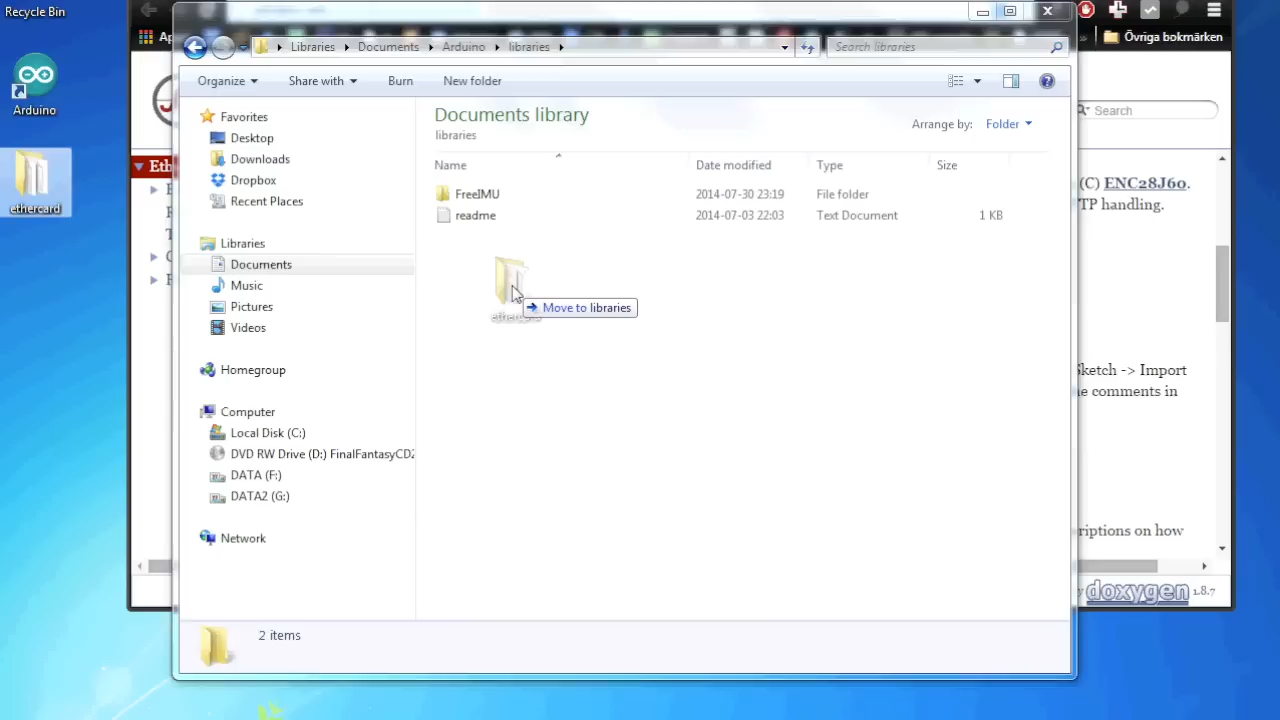 Recycle Bin
Arduino
ethercard
Libraries Documents Arduino libraries
Search libraries
Organize Share with Burn New folder
Favorites
Desktop
Downloads
Dropbox
Recent Places
Libraries
Documents
Music
Pictures
Videos
Homegroup
Computer
Local Disk (C:)
DVD RW Drive (D:) FinalFantasyCD2
DATA (F:)
DATA2 (G:)
Network
Documents library
libraries
Arrange by: Folder
Name Date modified Type Size
FreeIMU 2014-07-30 23:19 File folder
readme 2014-07-03 22:03 Text Document 1 KB
ethercard
Move to libraries
2 items
Ap
Övriga bokmärken
Search
Eth
(C) ENC28J60.
TP handling.
Sketch -> Import
e comments in
riptions on how
doxygen 1.8.7